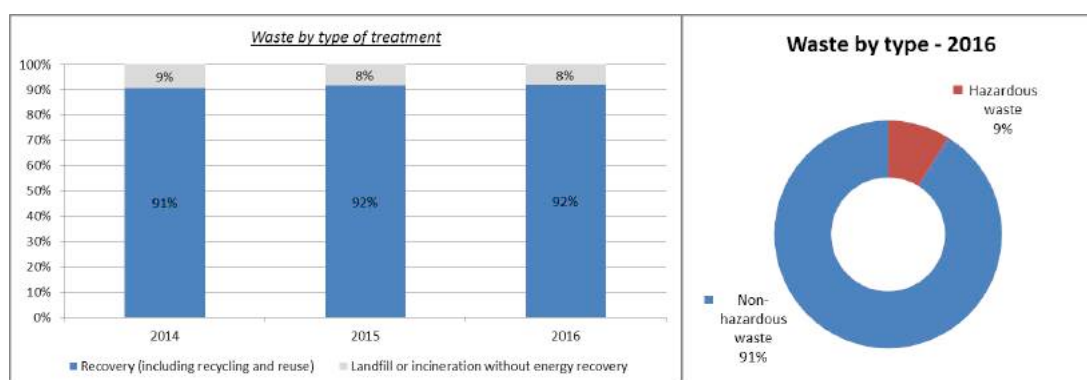 Waste by type of treatment
100%
90%
80%
70%
60%
50%
40%
30%
20%
10%
0%
9%
8%
8%
91%
92%
92%
2014
2015
2016
Recovery (including recycling and reuse)
Landfill or incineration without energy recovery
Waste by type - 2016
Hazardous
waste
9%
Non-
hazardous
waste
91%